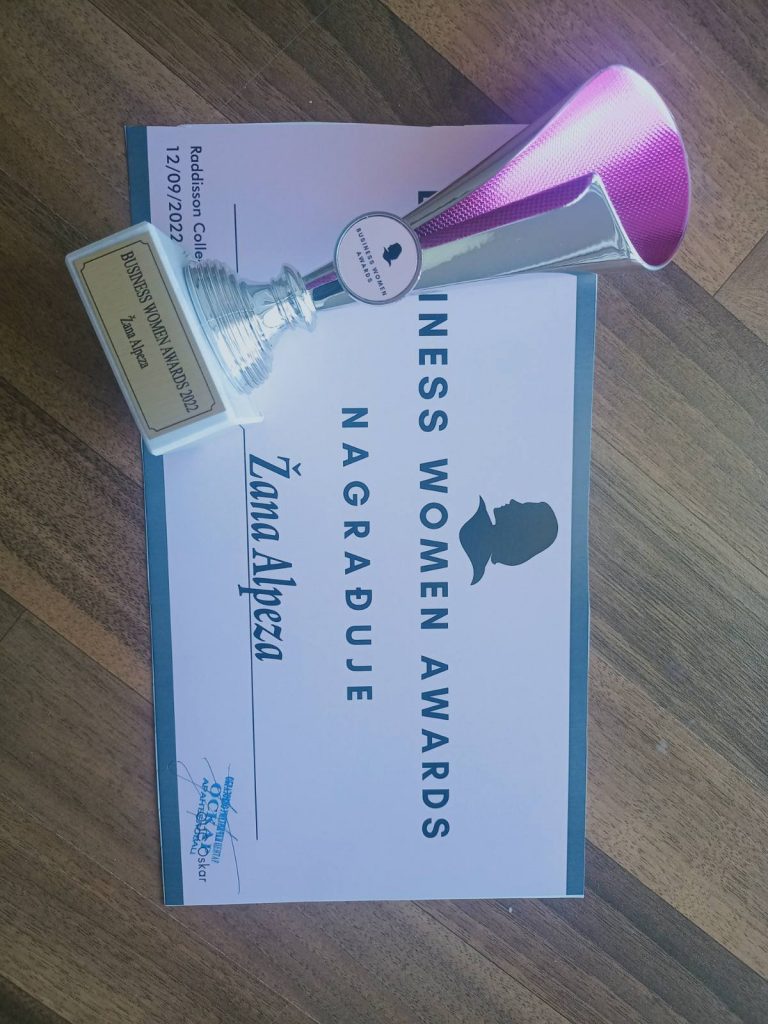 INESS WOMEN AWARDS
NAGRAĐUJE
Žana Alpeza
Raddisson Colle
12/09/2022
Oskar
BUSINESS WOMEN
AWARDS
BUSINESS WOMEN AWARDS 2022
Žana Alpeza